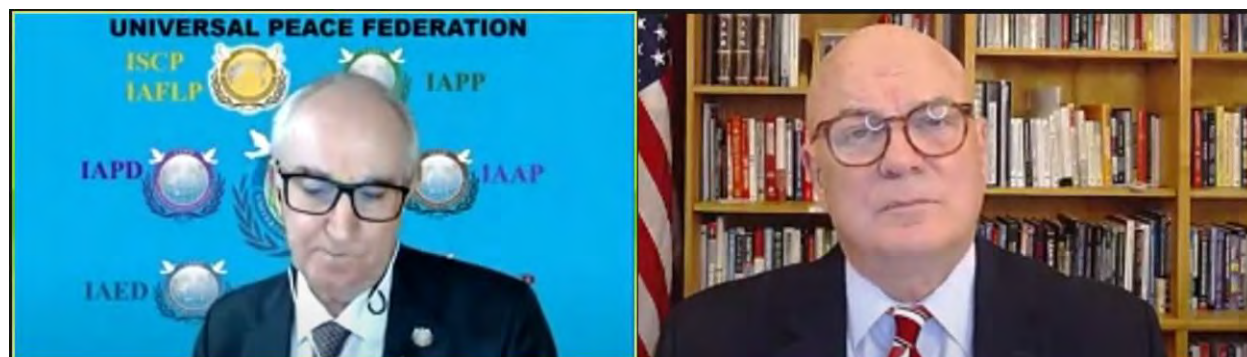 UNIVERSAL PEACE FEDERATION
ISCP
IAFLP
IAPP
IAPD
IAAP
IAED